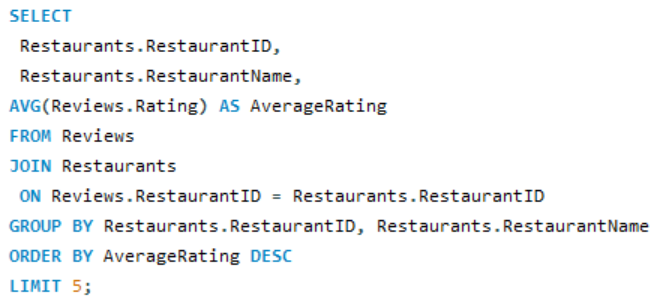 SELECT
Restaurants.RestaurantID,
Restaurants.RestaurantName,
AVG(Reviews.Rating) AS AverageRating
FROM Reviews
JOIN Restaurants
ON Reviews.RestaurantID = Restaurants.RestaurantID
GROUP BY Restaurants.RestaurantID, Restaurants.RestaurantName
ORDER BY AverageRating DESC
LIMIT 5;